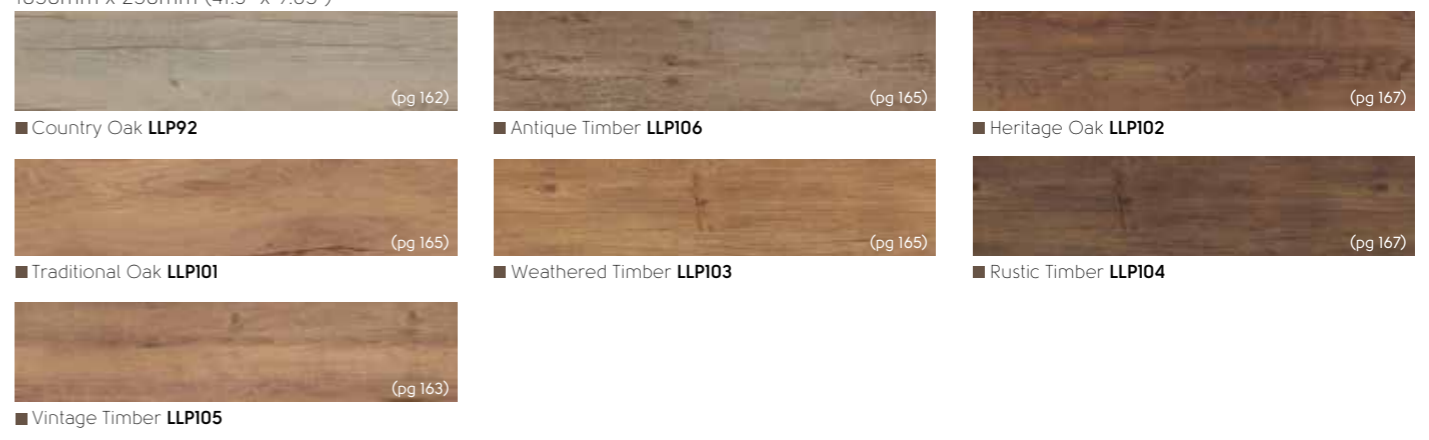 (pg 162)
(pg 165)
(pg 167)
Country Oak LLP92
Antique Timber LLP106
Heritage Oak LLP102
(pg 165)
(pg 165)
(pg 167)
Traditional Oak LLP101
Weathered Timber LLP103
Rustic Timber LLP104
(pg 163)
Vintage Timber LLP105